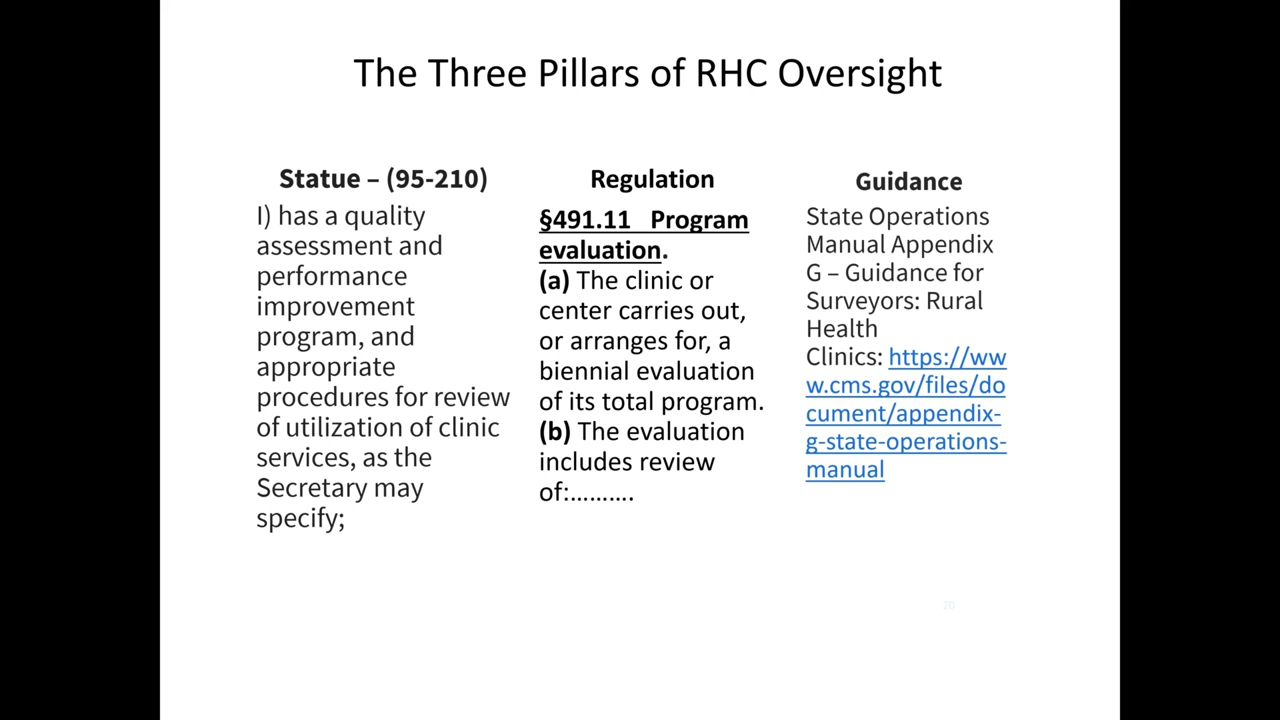 The Three Pillars of RHC Oversight
Statue – (95-210)
I) has a quality
assessment and
performance
improvement
program, and
appropriate
procedures for review
of utilization of clinic
services, as the
Secretary may
specify;
Regulation
§491.11 Program
evaluation.
(a) The clinic or
center carries out,
or arranges for, a
biennial evaluation
of its total program.
(b) The evaluation
includes review
of:..........
Guidance
State Operations
Manual Appendix
G – Guidance for
Surveyors: Rural
Health
Clinics: https://ww
w.cms.gov/files/do
cument/appendix-
g-state-operations-
manual
20